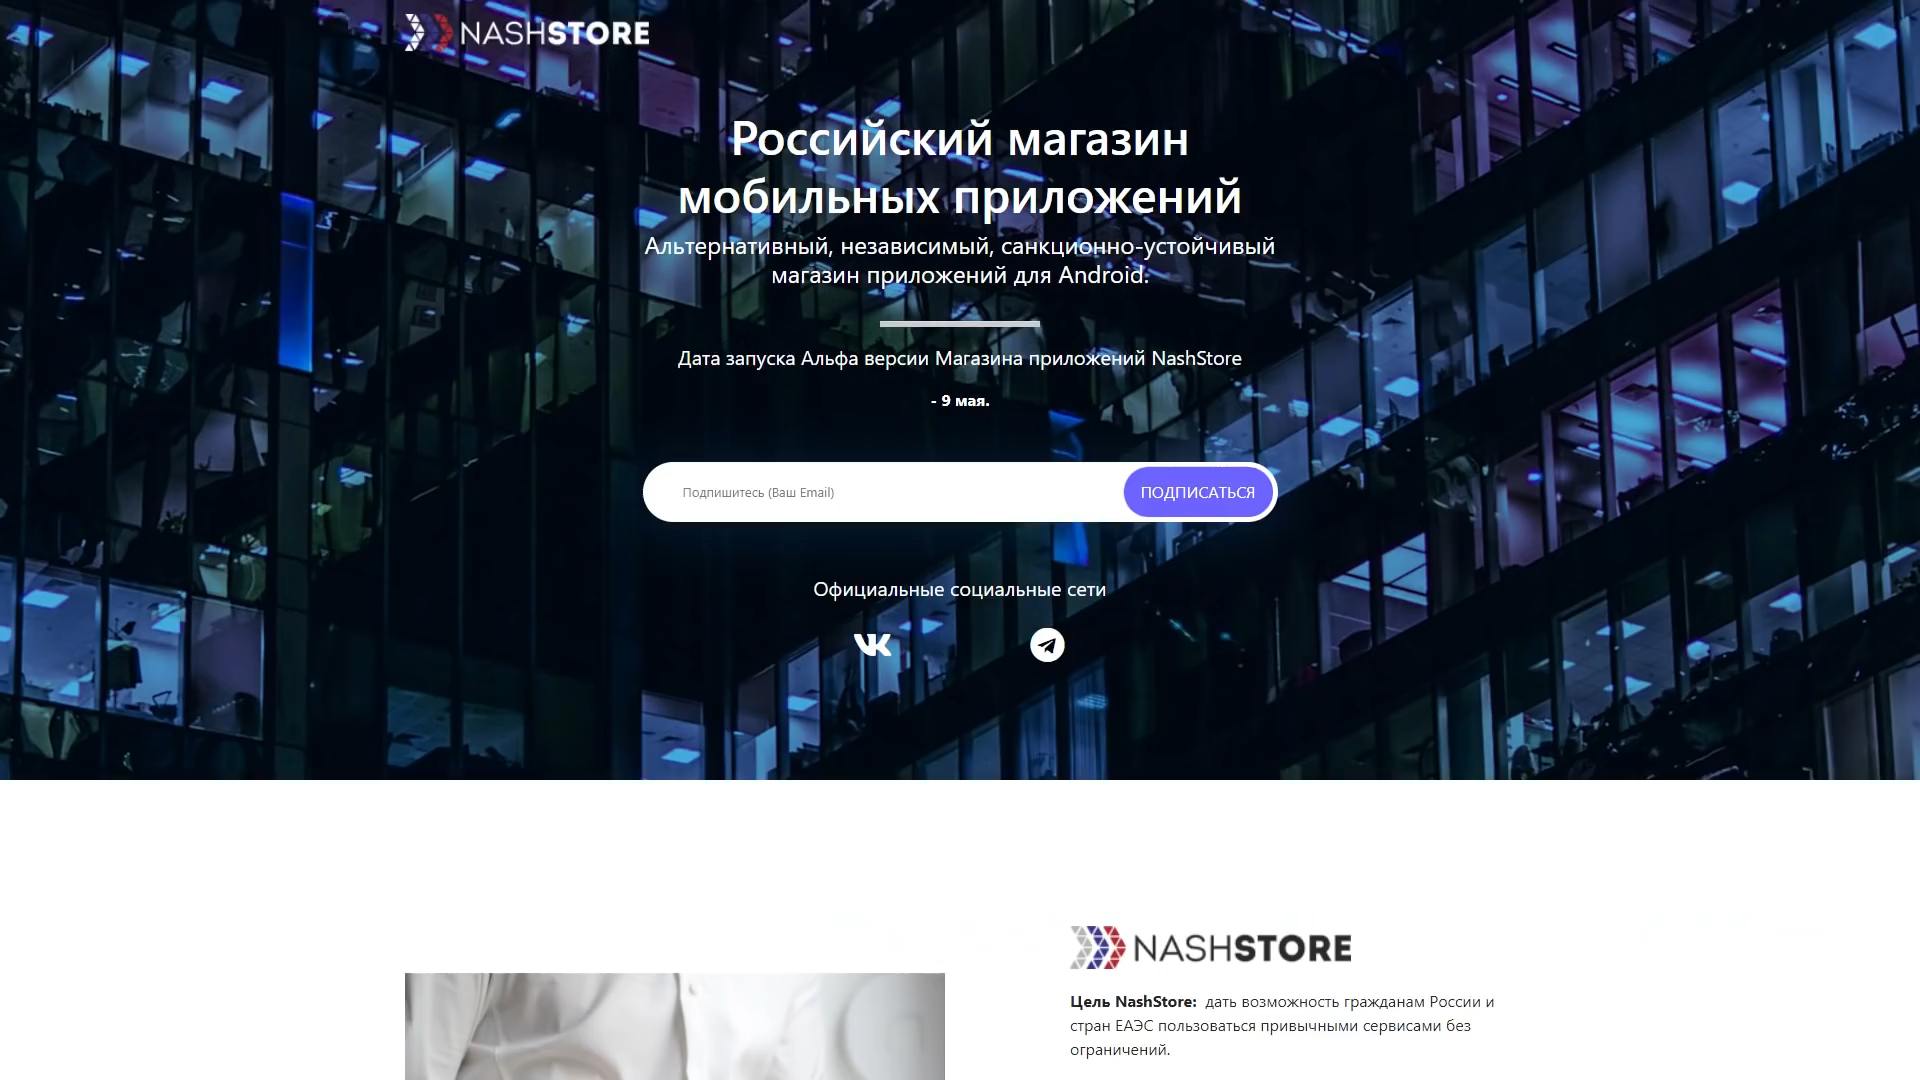 NASHSTORE
Российский магазин
мобильных приложений
Альтернативный, независимый, санкционно-устойчивый
магазин приложений для Android.
Дата запуска Альфа версии Магазина приложений NashStore
- 9 мая.
Подпишитесь (Ваш Email)
ПОДПИСАТЬСЯ
Официальные социальные сети
NASHSTORE
Цель NashStore: дать возможность гражданам России и
стран ЕАЭС пользоваться привычными сервисами без
ограничений.